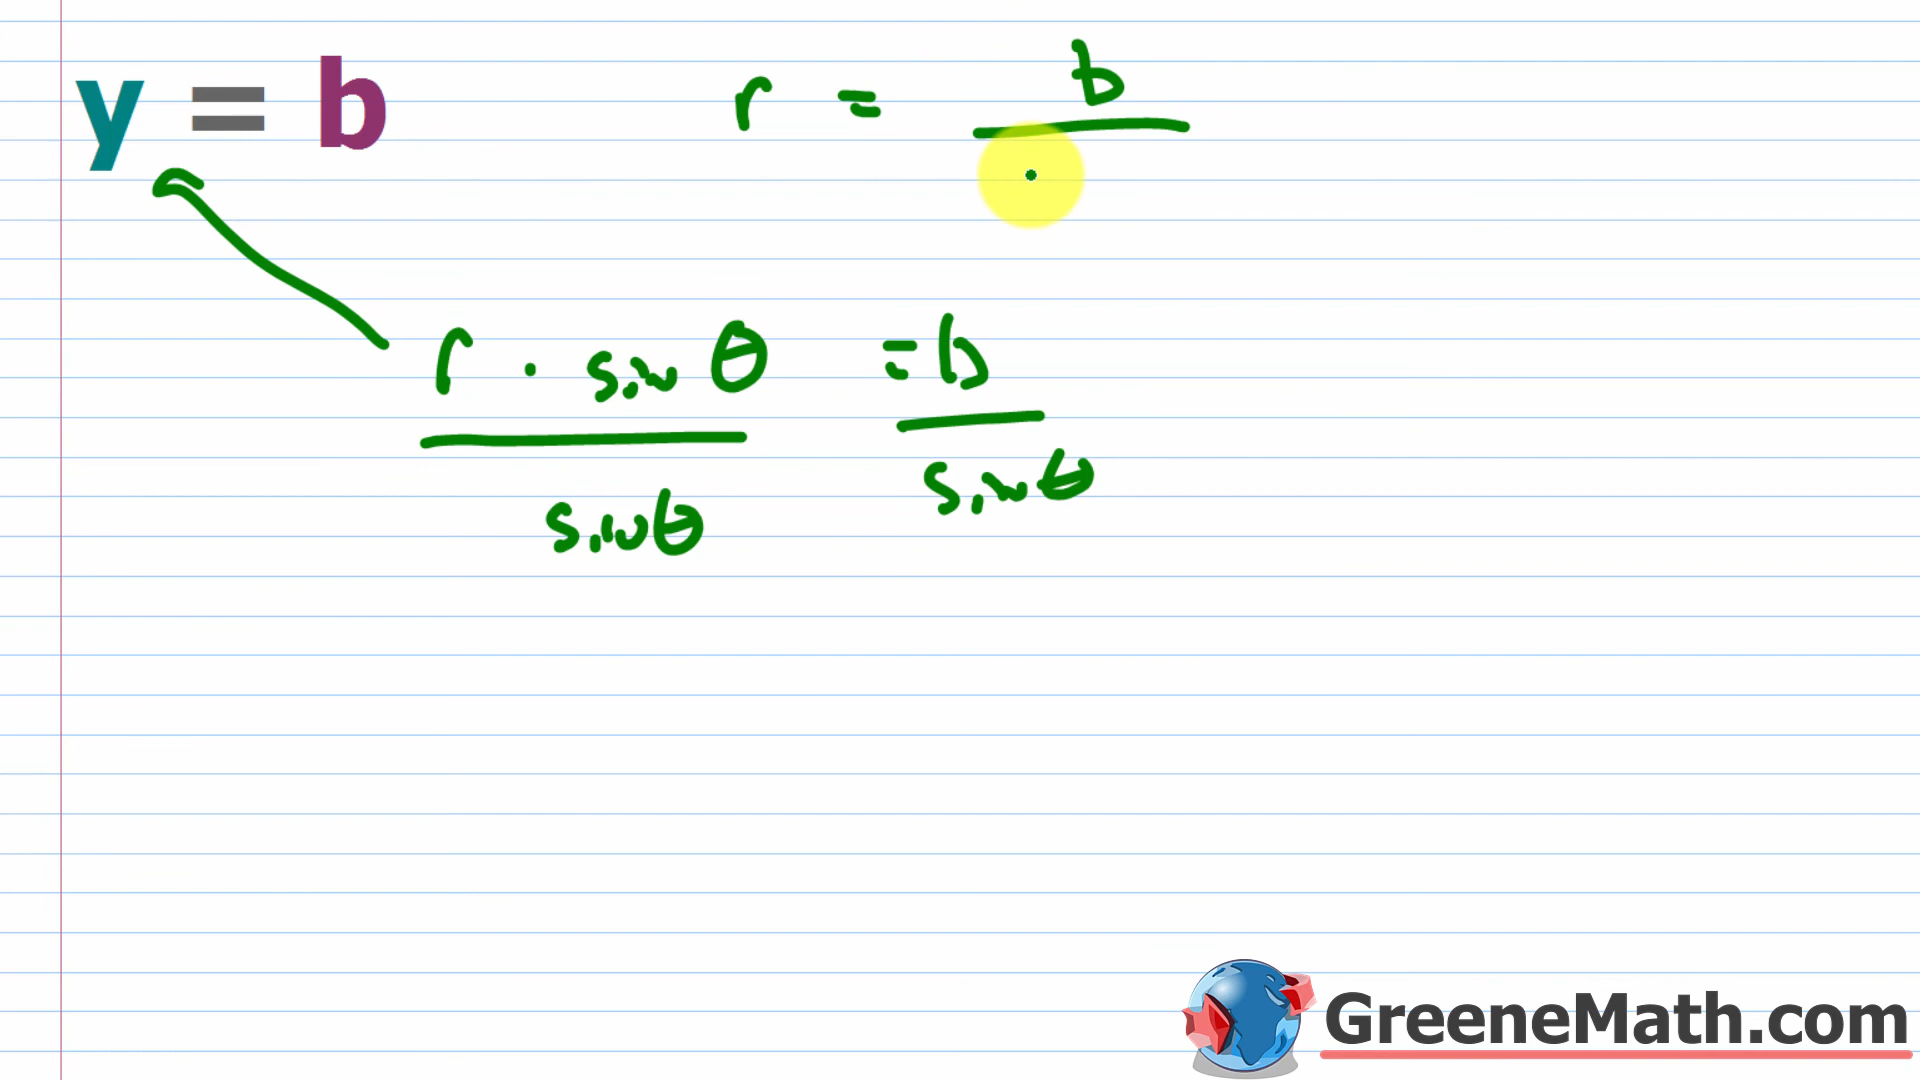 y = b
r = b
r · sin θ = b
sin θ sin θ
GreeneMath.com